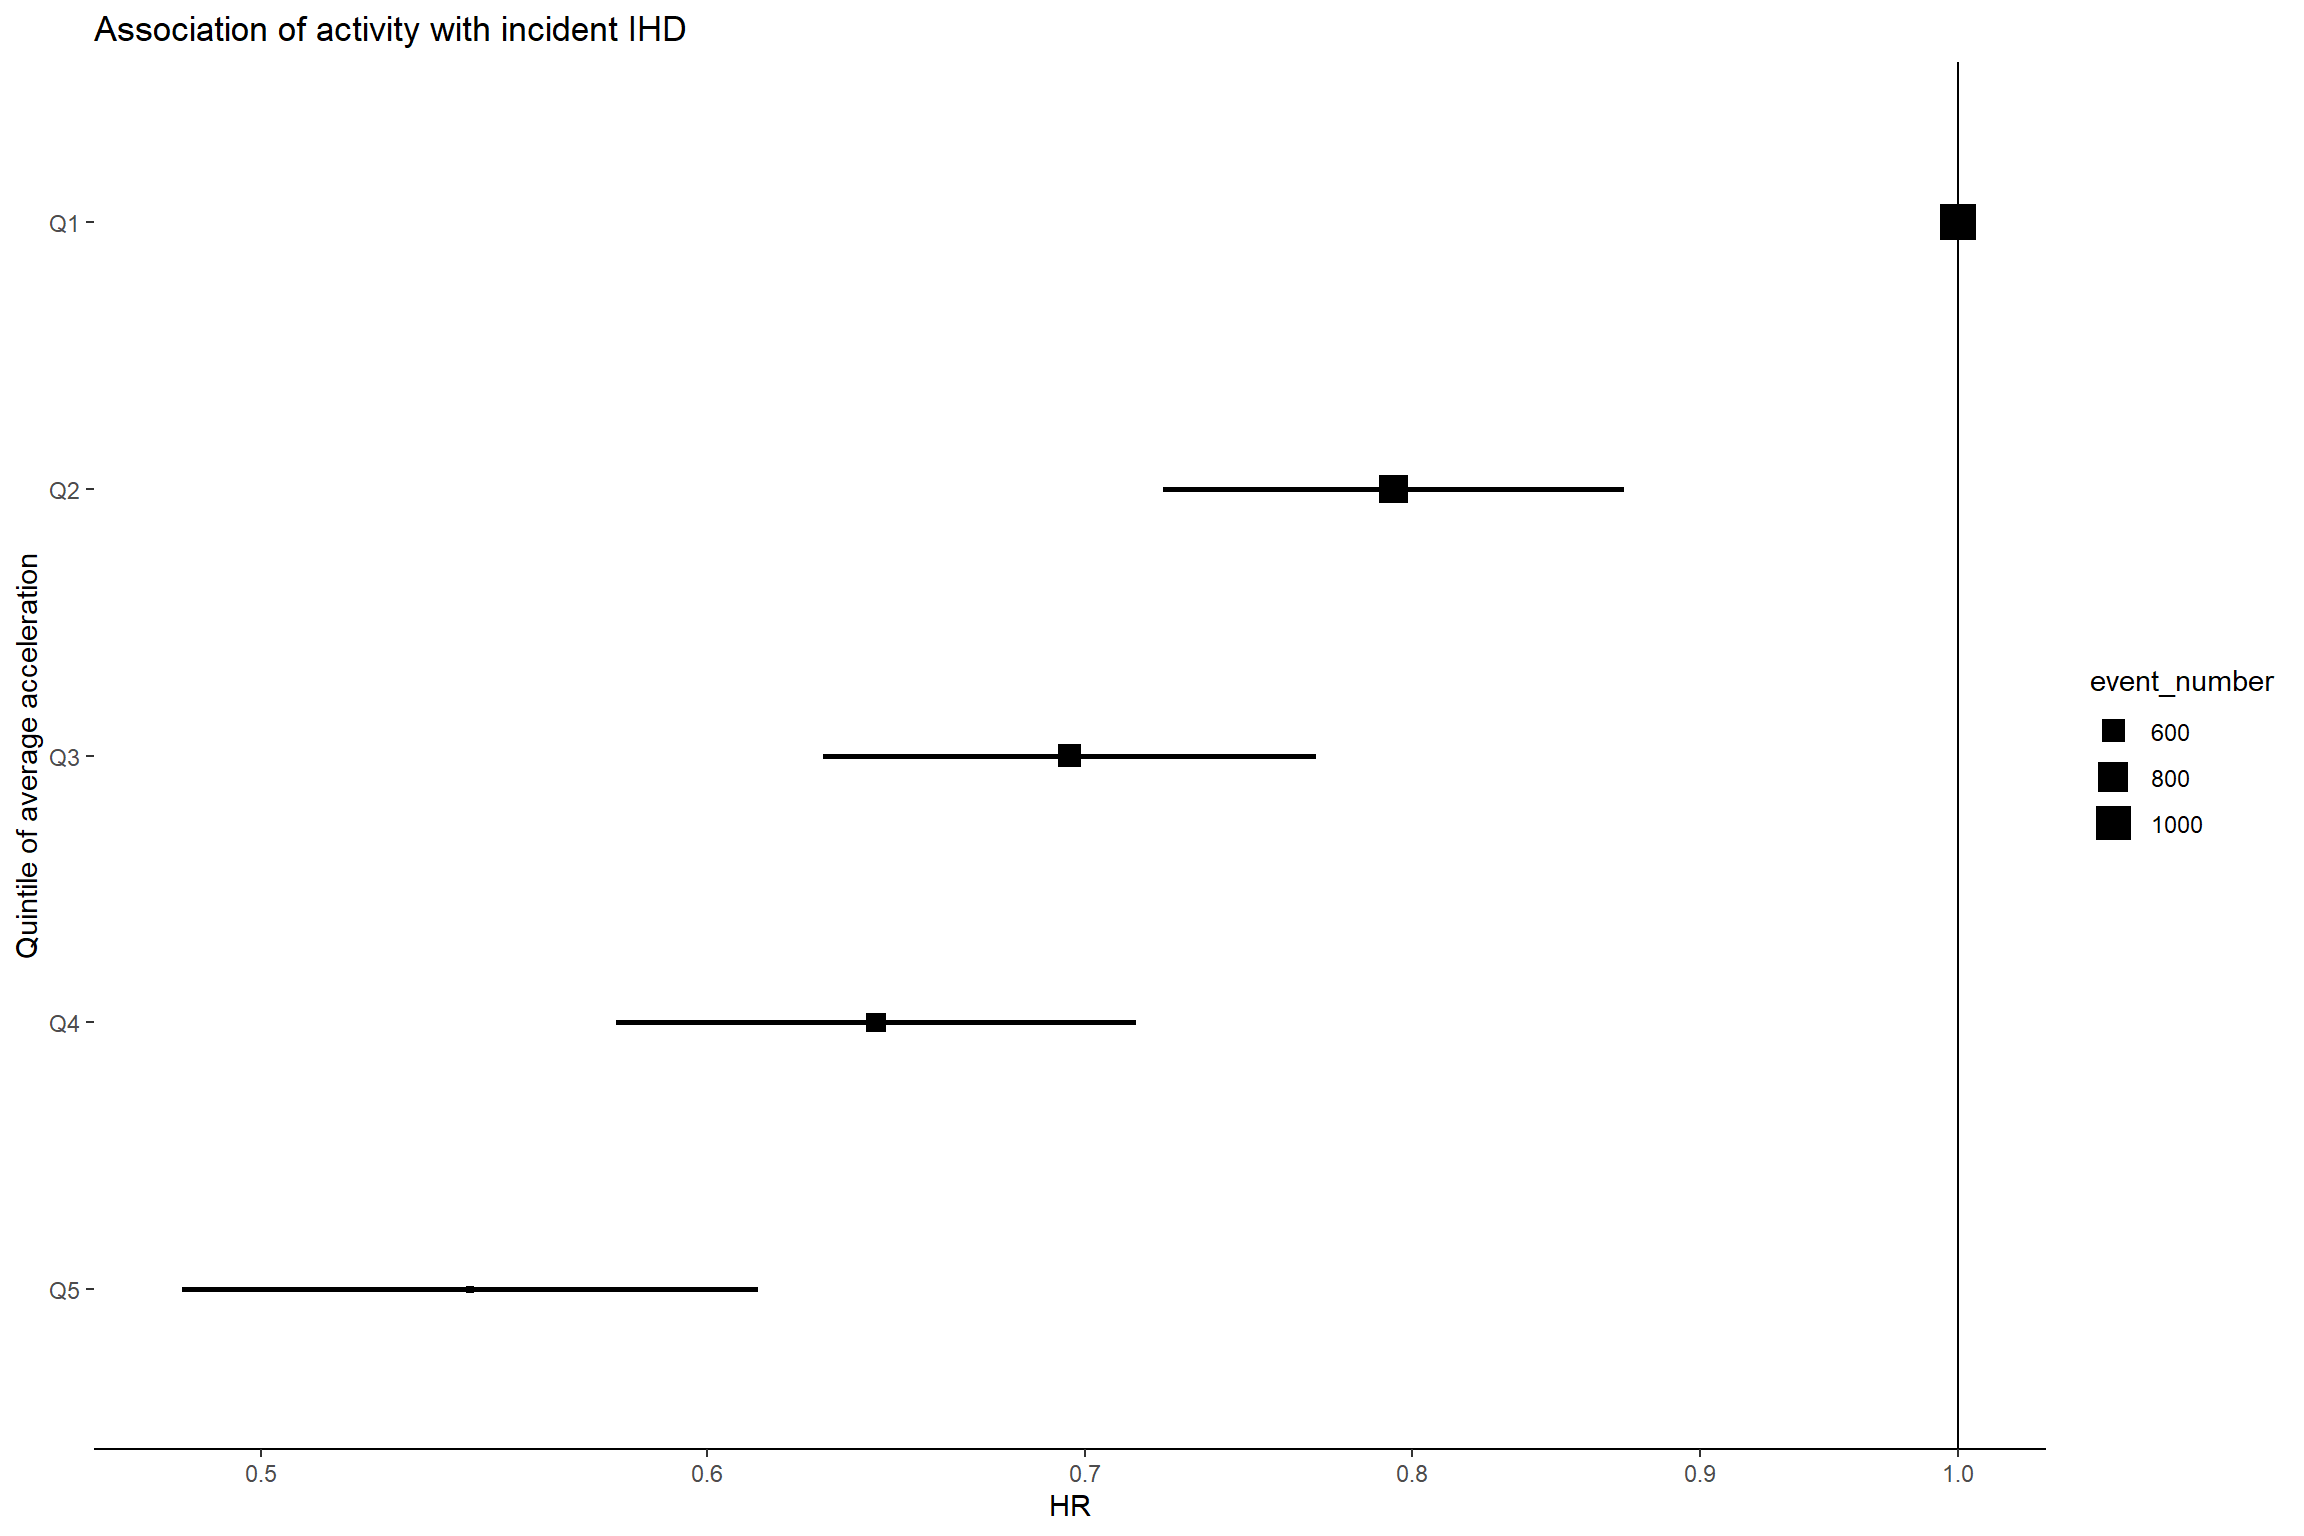 Association of activity with incident IHD
Quintile of average acceleration
Q1
Q2
Q3
Q4
Q5
0.5 0.6 0.7 0.8 0.9 1.0
HR
event_number
600
800
1000